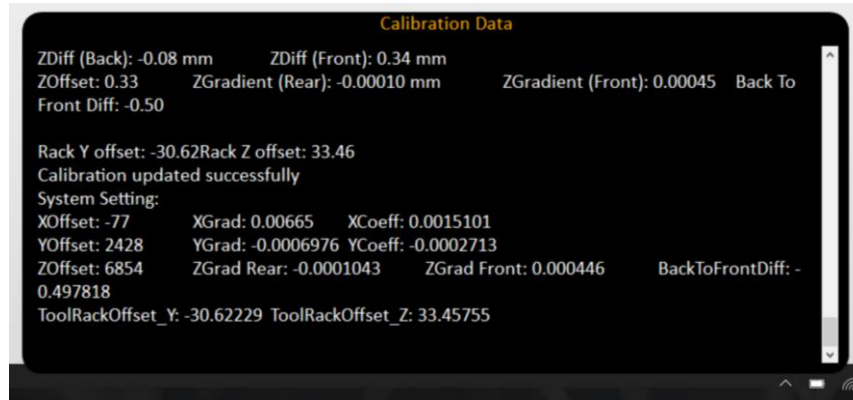 Calibration Data
ZDiff (Back): -0.08 mm ZDiff (Front): 0.34 mm
ZOffset: 0.33 ZGradient (Rear): -0.00010 mm ZGradient (Front): 0.00045 Back To
Front Diff: -0.50
Rack Y offset: -30.62Rack Z offset: 33.46
Calibration updated successfully
System Setting:
XOffset: -77 XGrad: 0.00665 XCoeff: 0.0015101
YOffset: 2428 YGrad: -0.0006976 YCoeff: -0.0002713
ZOffset: 6854 ZGrad Rear: -0.0001043 ZGrad Front: 0.000446 BackToFrontDiff: -
0.497818
ToolRackOffset_Y: -30.62229 ToolRackOffset_Z: 33.45755